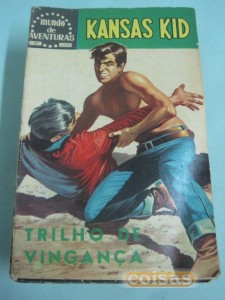 mundo
de
AVENTURAS
KANSAS KID
TRILHO DE
VINGANÇA
coisas